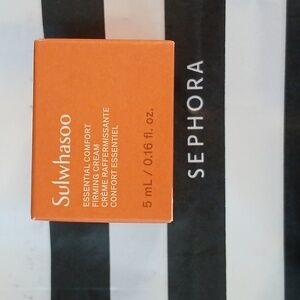 Sulwhasoo
ESSENTIAL COMFORT
FIRMING CREAM
CRÈME RAFFERMISSANTE
CONFORT ESSENTIEL
5 mL / 0.16 fl. oz.
SEPHORA